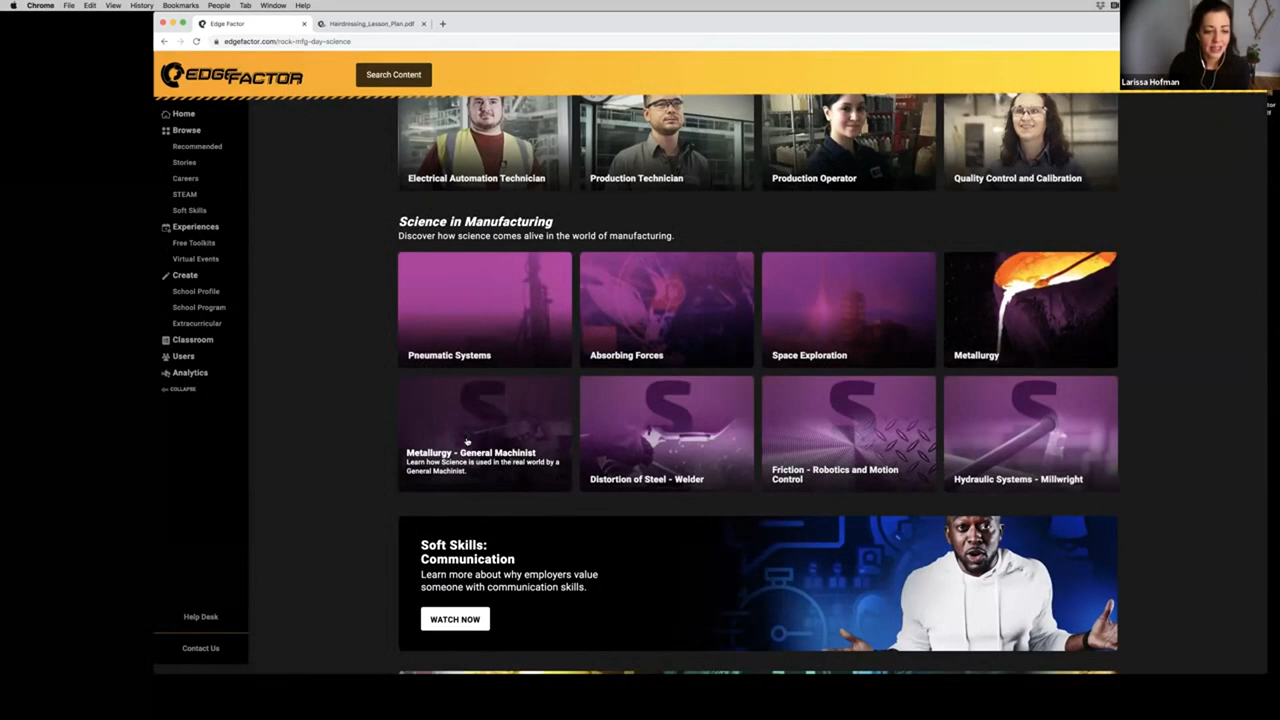 Chrome File Edit View History Bookmarks People Tab Window Help
Edge Factor
Hairdressing_Lesson_Plan.pdf
edgefactor.com/rock-mfg-day-science
EDGE FACTOR
Search Content
Larissa Hofman
Home
Browse
Recommended
Stories
Careers
STEAM
Soft Skills
Experiences
Free Toolkits
Virtual Events
Create
School Profile
School Program
Extracurricular
Classroom
Users
Analytics
COLLAPSE
Help Desk
Contact Us
Electrical Automation Technician
Production Technician
Production Operator
Quality Control and Calibration
Science in Manufacturing
Discover how science comes alive in the world of manufacturing.
Pneumatic Systems
Absorbing Forces
Space Exploration
Metallurgy
S
Metallurgy - General Machinist
Learn how Science is used in the real world by a
General Machinist.
S
Distortion of Steel - Welder
S
Friction - Robotics and Motion
Control
S
Hydraulic Systems - Millwright
Soft Skills:
Communication
Learn more about why employers value
someone with communication skills.
WATCH NOW